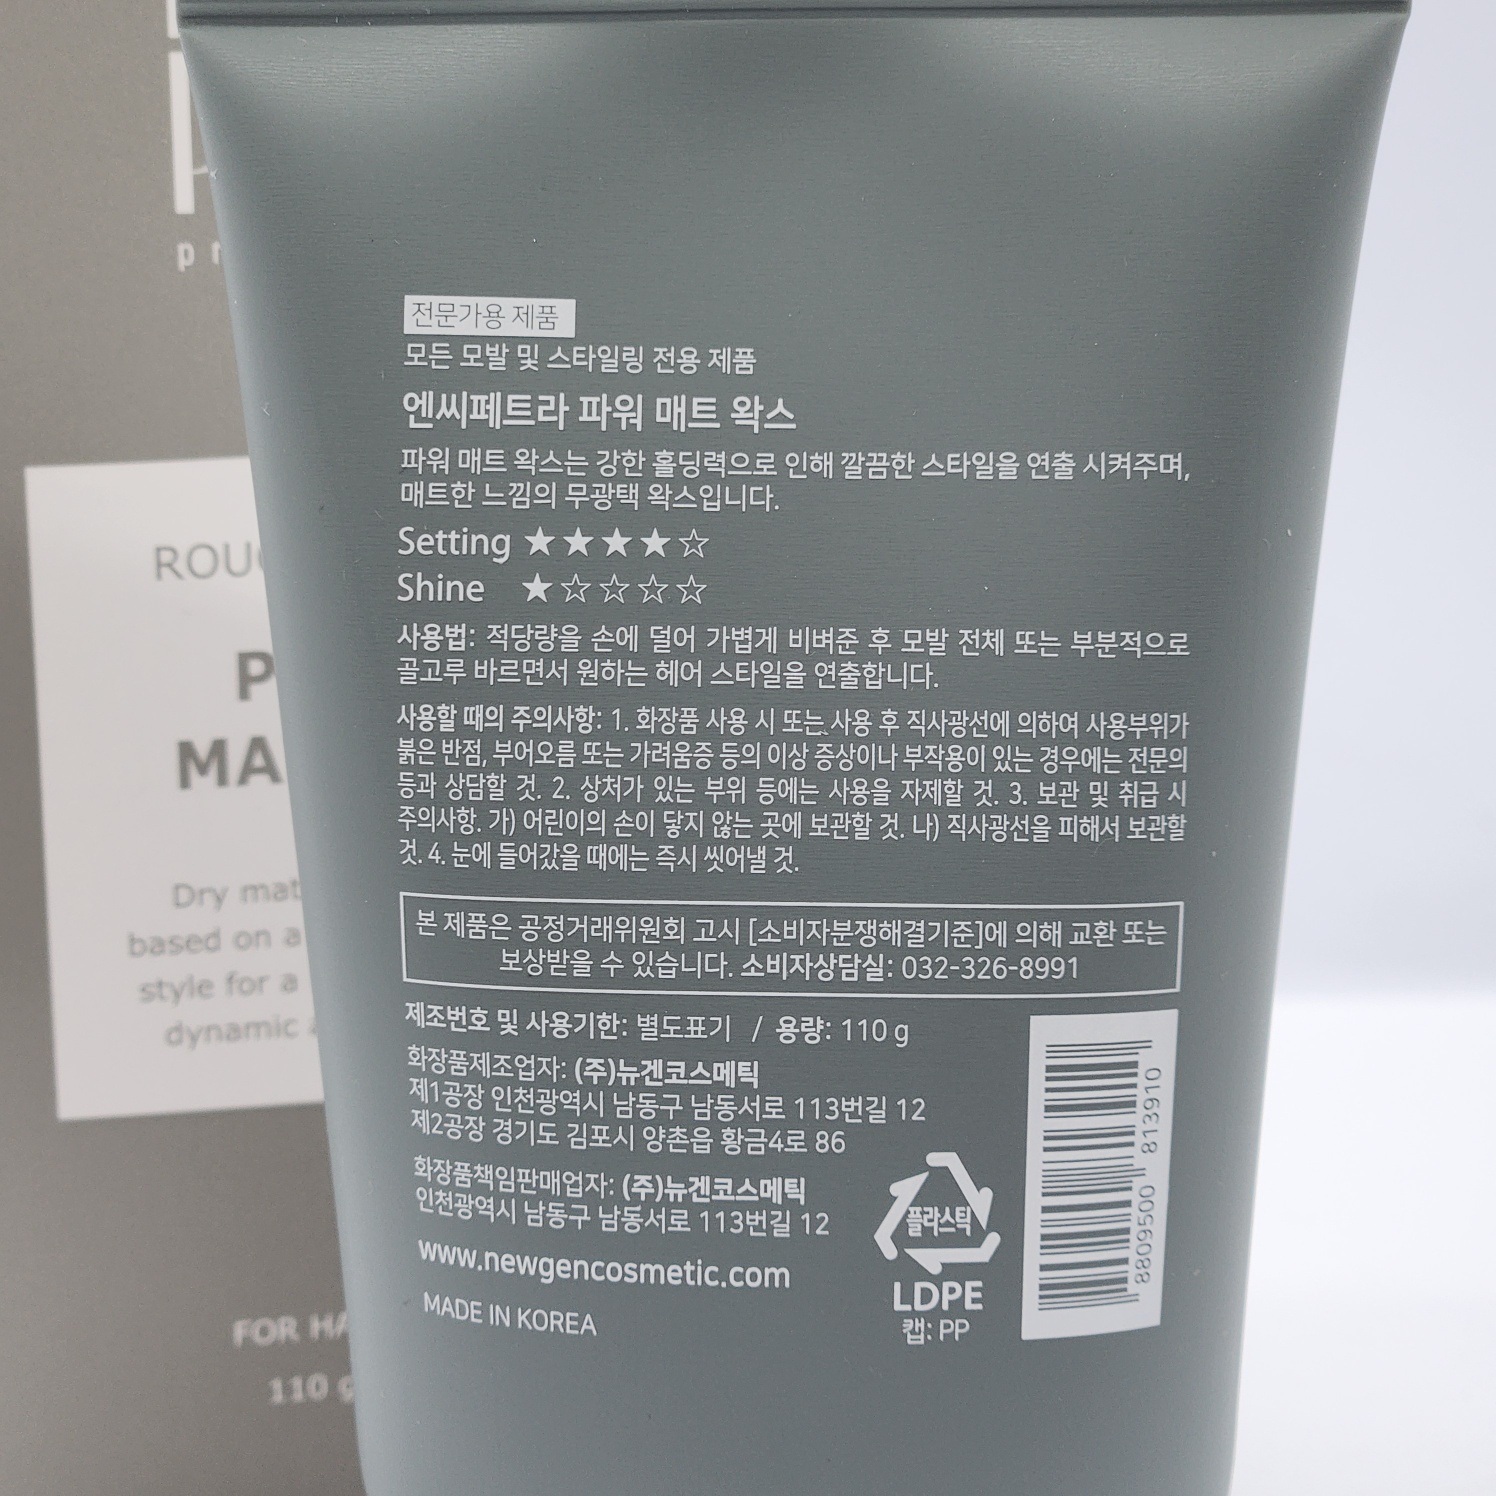 전문가용 제품
모든 모발 및 스타일링 전용 제품
엔씨페트라 파워 매트 왁스
파워 매트 왁스는 강한 홀딩력으로 인해 깔끔한 스타일을 연출 시켜주며,
매트한 느낌의 무광택 왁스입니다.
Setting ★★★★☆
Shine ★☆☆☆☆
사용법: 적당량을 손에 덜어 가볍게 비벼준 후 모발 전체 또는 부분적으로
골고루 바르면서 원하는 헤어 스타일을 연출합니다.
사용할 때의 주의사항: 1. 화장품 사용 시 또는 사용 후 직사광선에 의하여 사용부위가
붉은 반점, 부어오름 또는 가려움증 등의 이상 증상이나 부작용이 있는 경우에는 전문의
등과 상담할 것. 2. 상처가 있는 부위 등에는 사용을 자제할 것. 3. 보관 및 취급 시
주의사항. 가) 어린이의 손이 닿지 않는 곳에 보관할 것. 나) 직사광선을 피해서 보관할
것. 4. 눈에 들어갔을 때에는 즉시 씻어낼 것.
본 제품은 공정거래위원회 고시 [소비자분쟁해결기준]에 의해 교환 또는
보상받을 수 있습니다. 소비자상담실: 032-326-8991
제조번호 및 사용기한: 별도표기 / 용량: 110 g
화장품제조업자: (주)뉴겐코스메틱
제1공장 인천광역시 남동구 남동서로 113번길 12
제2공장 경기도 김포시 양촌읍 황금4로 86
화장품책임판매업자: (주)뉴겐코스메틱
인천광역시 남동구 남동서로 113번길 12
www.newgencosmetic.com
MADE IN KOREA
플라스틱
LDPE
캡: PP
8809500 813910
Dry
based on a
style for a
dynamic
FOR
110